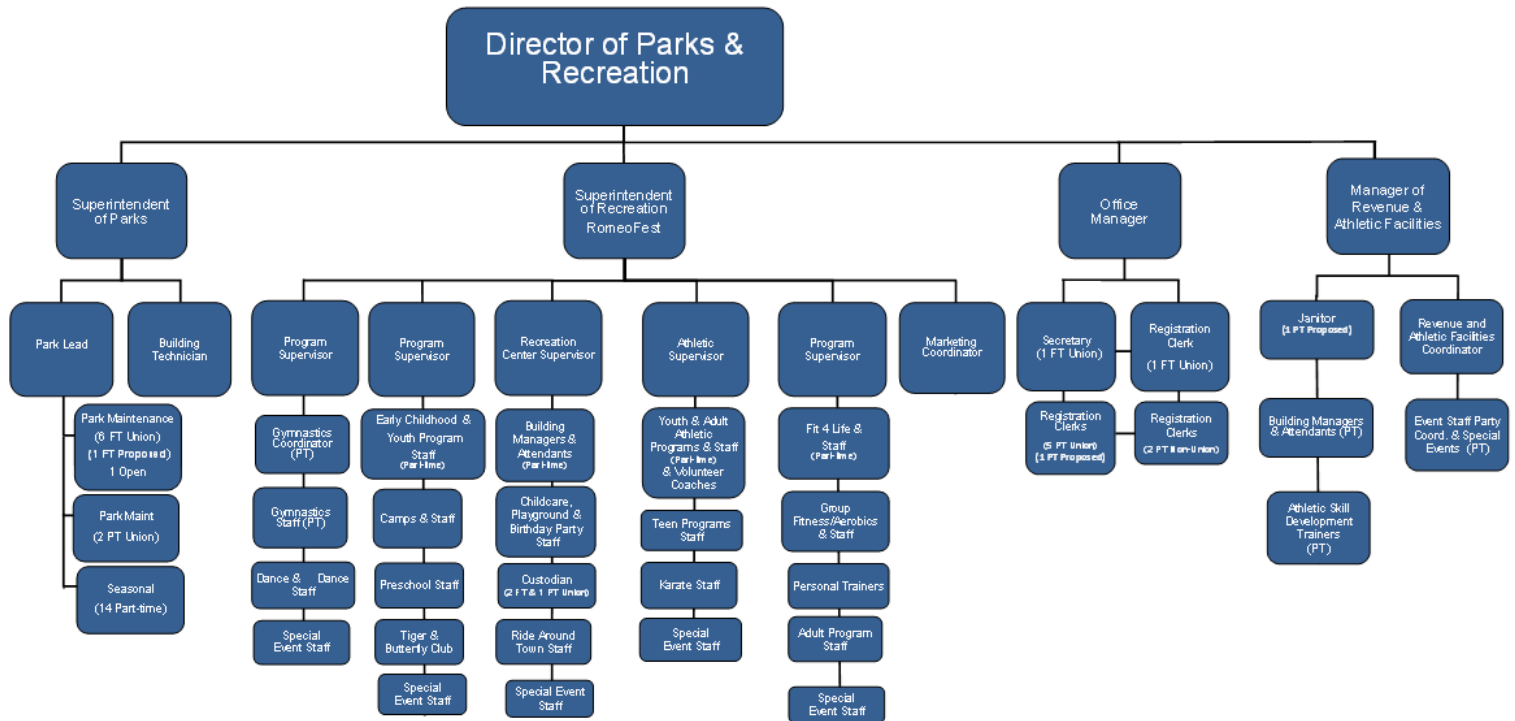 Director of Parks &
Recreation
Superintendent
of Parks
Superintendent
of Recreation
RomeoFest
Office
Manager
Manager of
Revenue &
Athletic Facilities
Park Lead
Building
Technician
Program
Supervisor
Program
Supervisor
Recreation
Center Supervisor
Athletic
Supervisor
Program
Supervisor
Marketing
Coordinator
Secretary
(1 FT Union)
Registration
Clerk
(1 FT Union)
Janitor
(1 PT Proposed)
Revenue and
Athletic Facilities
Coordinator
Park Maintenance
(6 FT Union)
(1 FT Proposed)
1 Open
Park Maint
(2 PT Union)
Seasonal
(14 Part-time)
Gymnastics
Coordinator
(PT)
Gymnastics
Staff (PT)
Dance & Dance
Staff
Special
Event Staff
Early Childhood &
Youth Program
Staff
(Part-time)
Camps & Staff
Preschool Staff
Tiger &
Butterfly Club
Special
Event Staff
Building
Managers &
Attendants
(Part-time)
Childcare,
Playground &
Birthday Party
Staff
Custodian
(2 FT & 1 PT Union)
Ride Around
Town Staff
Special Event
Staff
Youth & Adult
Athletic
Programs & Staff
(Part-time)
& Volunteer
Coaches
Teen Programs
Staff
Karate Staff
Special
Event Staff
Fit 4 Life &
Staff
(Part-time)
Group
Fitness/Aerobics
& Staff
Personal Trainers
Adult Program
Staff
Special
Event Staff
Registration
Clerks
(5 PT Union)
(1 PT Proposed)
Registration
Clerks
(2 PT Non-Union)
Building Managers
& Attendants (PT)
Athletic Skill
Development
Trainers
(PT)
Event Staff Party
Coord. & Special
Events (PT)